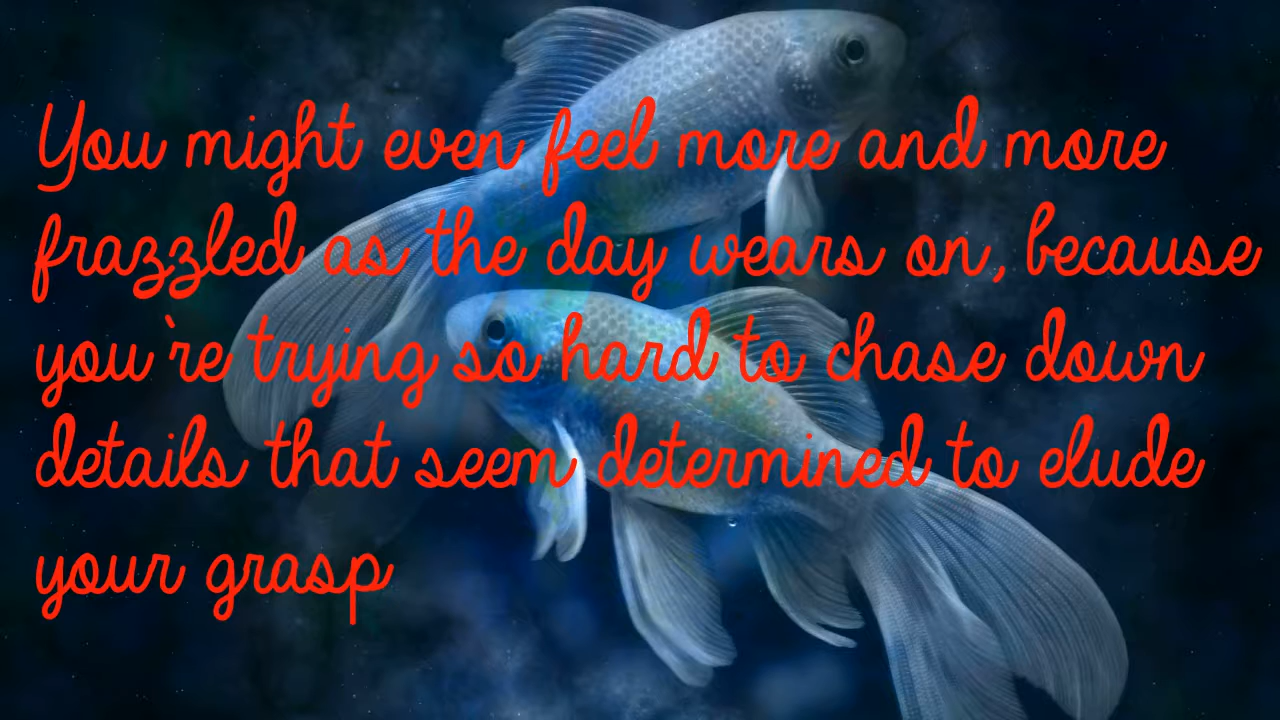 You might even feel more and more
frazzled as the day wears on, because
you`re trying so hard to chase down
details that seem determined to elude
your grasp